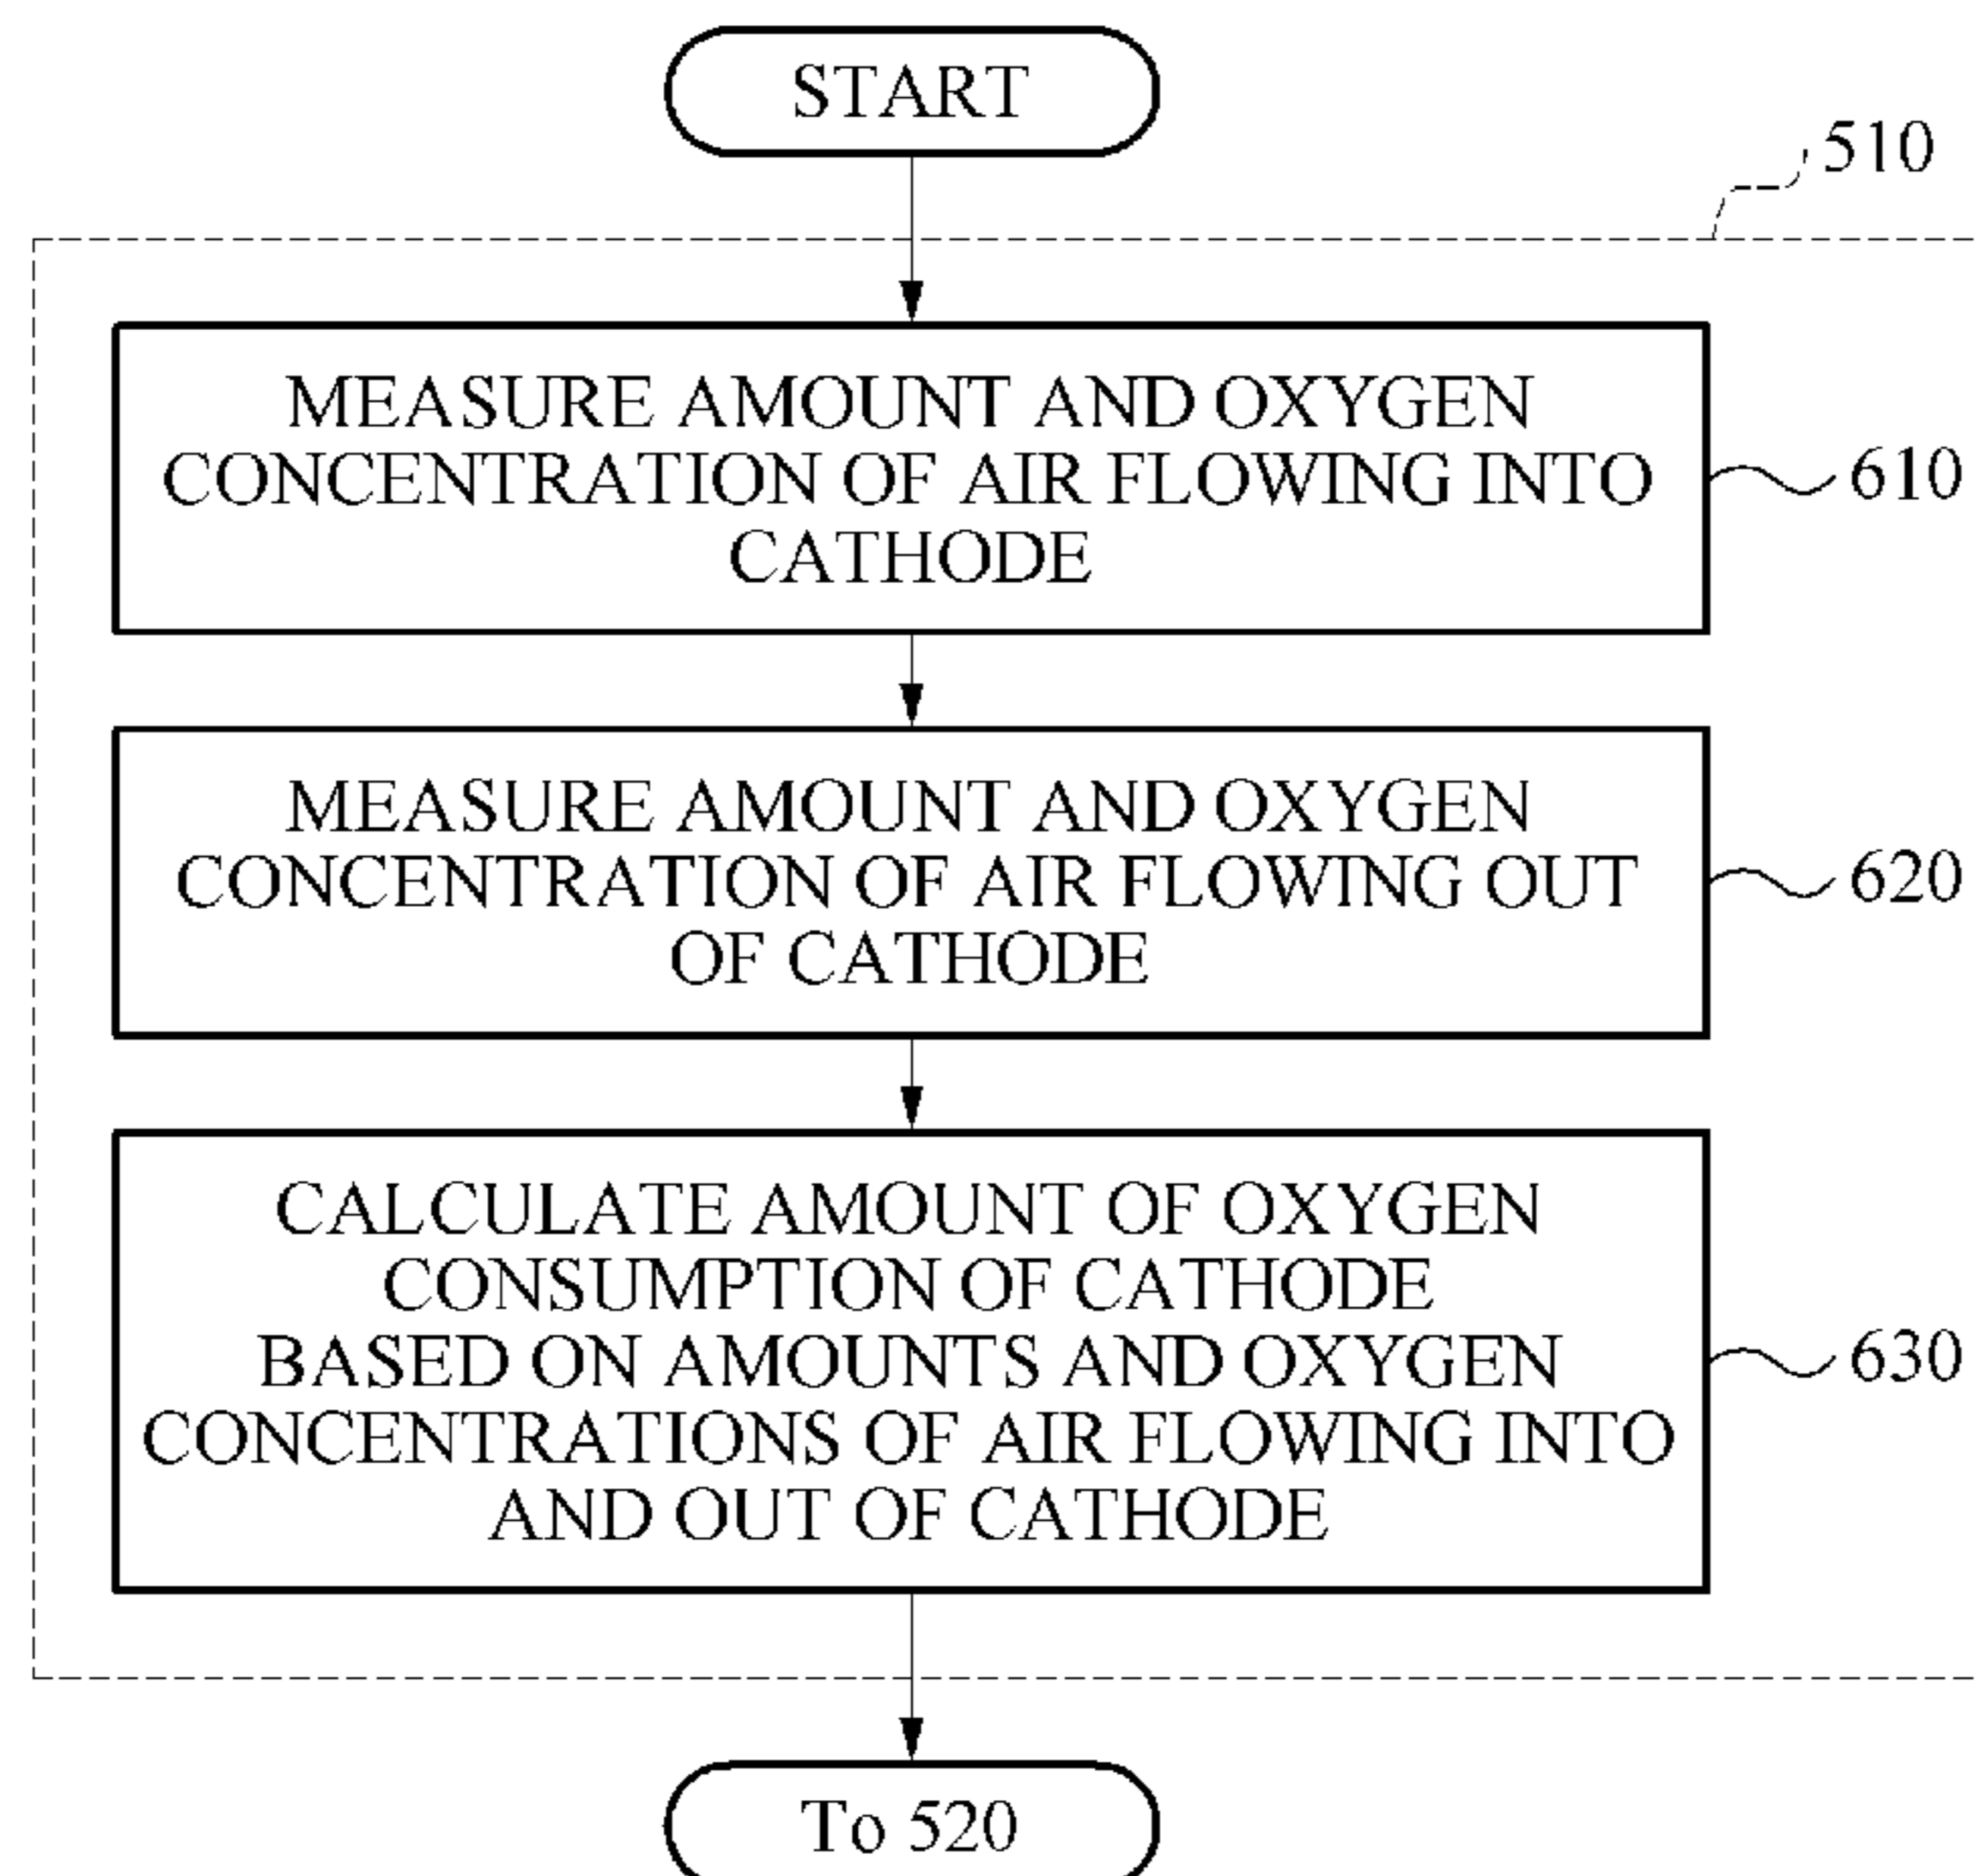 START
510
MEASURE AMOUNT AND OXYGEN
CONCENTRATION OF AIR FLOWING INTO
CATHODE
610
MEASURE AMOUNT AND OXYGEN
CONCENTRATION OF AIR FLOWING OUT
OF CATHODE
620
CALCULATE AMOUNT OF OXYGEN
CONSUMPTION OF CATHODE
BASED ON AMOUNTS AND OXYGEN
CONCENTRATIONS OF AIR FLOWING INTO
AND OUT OF CATHODE
630
To 520